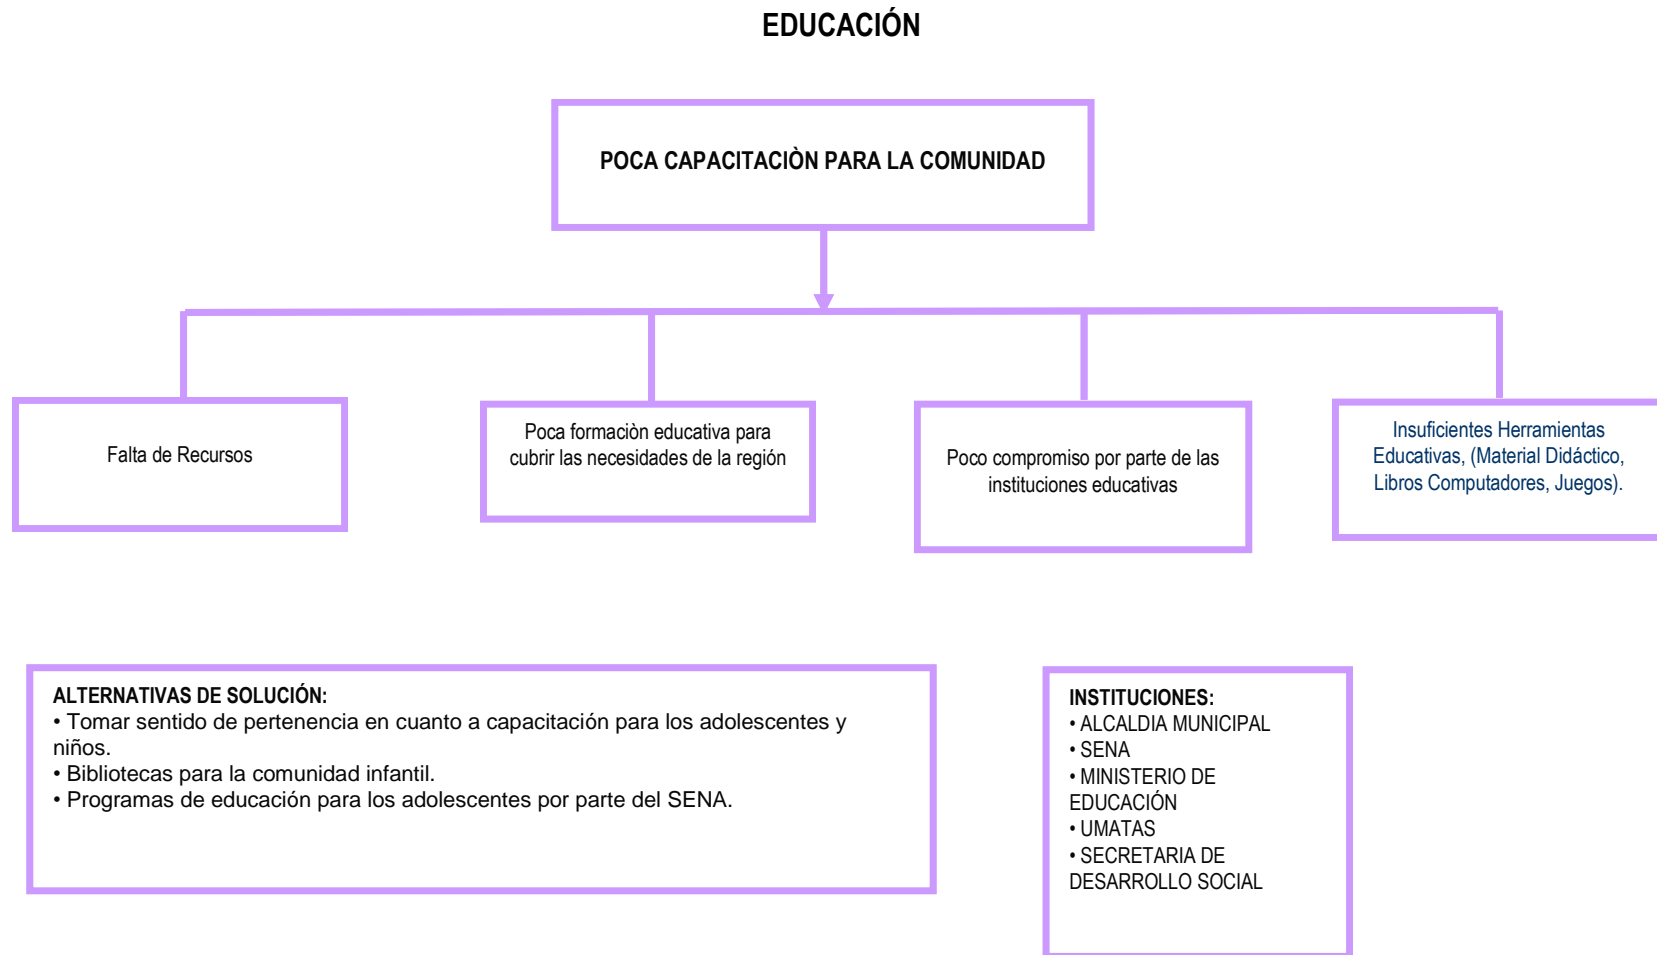 EDUCACIÓN
POCA CAPACITACIÒN PARA LA COMUNIDAD
Falta de Recursos
Poca formaciòn educativa para
cubrir las necesidades de la región
Poco compromiso por parte de las
instituciones educativas
Insuficientes Herramientas
Educativas, (Material Didáctico,
Libros Computadores, Juegos).
ALTERNATIVAS DE SOLUCIÓN:
• Tomar sentido de pertenencia en cuanto a capacitación para los adolescentes y
niños.
• Bibliotecas para la comunidad infantil.
• Programas de educación para los adolescentes por parte del SENA.
INSTITUCIONES:
• ALCALDIA MUNICIPAL
• SENA
• MINISTERIO DE
EDUCACIÓN
• UMATAS
• SECRETARIA DE
DESARROLLO SOCIAL